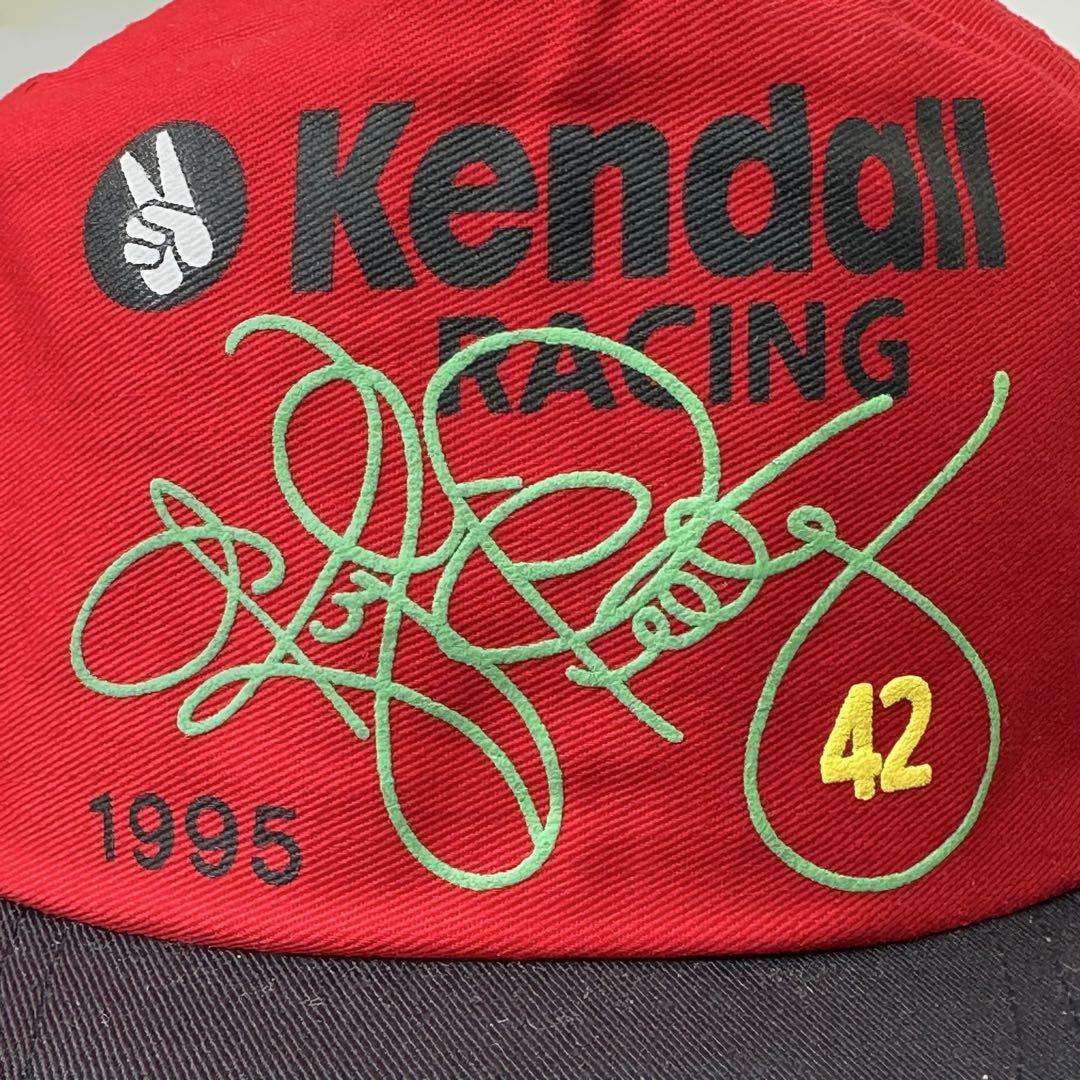 Kendall
RACING
42
1995